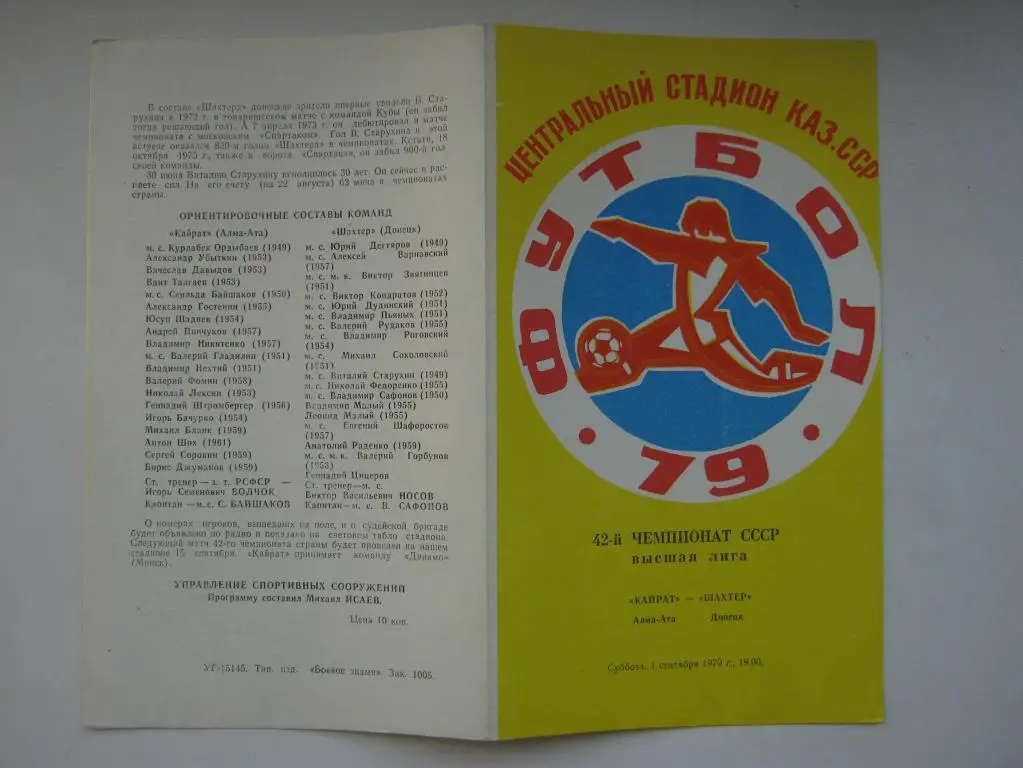 В составе «Шахтера» донецкие зрители впервые увидели В. Ста-
рухина в 1972 г. в товарищеском матче с командой Кубы (он забил
тогда решающий гол). А 7 апреля 1973 г. он дебютировал в матче
чемпионата с московским «Спартаком». Гол В. Старухина в этой
встрече оказался 820-м голом «Шахтера» в чемпионатах. Кстати, 18
октября 1975 г., также в ворота «Спартака», он забил 900-й гол
своей команды.
30 июня Виталию Старухину исполнилось 30 лет. Он сейчас в рас-
цвете сил На его счету (на 22 августа) 63 мяча в чемпионатах
страны.
ОРИЕНТИРОВОЧНЫЕ СОСТАВЫ КОМАНД
«Кайрат» (Алма-Ата)
м. с. Курлабек Ордабаев (1949)
Александр Убыткин (1953)
Вячеслав Давыдов (1953)
Ваит Талгаев (1953)
м. с. Сеильда Байшаков (1950)
Александр Гостенин (1955)
Юсуп Шадиев (1954)
Андрей Пинчуков (1957)
Владимир Никитенко (1957)
м. с. Валерий Гладилин (1951)
Владимир Нехтий (1951)
Валерий Фомин (1958)
Николай Лексин (1953)
Геннадий Штромбергер (1956)
Игорь Бачурко (1954)
Михаил Бланк (1959)
Антон Шох (1961)
Сергей Сорокин (1959)
Борис Джуманов (1959)
Ст. тренер — з. т. РСФСР —
Игорь Семенович ВОЛЧОК
Капитан — м. с. С. БАЙШАКОВ
«Шахтер» (Донецк)
м. с. Юрий Дегтярев (1949)
м. с. Алексей Варнавский
(1957)
м. с. м. к. Виктор Звягинцев
(1951)
м. с. Виктор Кондратов (1952)
м. с. Юрий Дудинский (1951)
м. с. Владимир Пьяных (1951)
м. с. Валерий Рудаков (1955)
м. с. Владимир Роговский
(1954)
м. с. Михаил Соколовский
(1951)
м. с. Виталий Старухин (1949)
м. с. Николай Федоренко (1955)
м. с. Владимир Сафонов (1950)
Владимир Малый (1955)
Леонид Малый (1955)
м. с. Евгений Шафоростов
(1957)
Анатолий Раденко (1959)
м. с. м. к. Валерий Горбунов
(1953)
Геннадий Цицеров
Ст. тренер — м. с.
Виктор Васильевич НОСОВ
Капитан — м. с. В. САФОНОВ
О номерах игроков, вышедших на поле, и о судейской бригаде
будет объявлено по радио и показано на световом табло стадиона.
Следующий матч 42-го чемпионата страны будет проведен на нашем
стадионе 15 сентября. «Кайрат» принимает команду «Динамо»
(Минск).
УПРАВЛЕНИЕ СПОРТИВНЫХ СООРУЖЕНИЙ
Программу составил Михаил ИСАЕВ.
Цена 10 коп.
УГ-15145. Тип. изд. «Боевое знамя» Зак. 1005.
ЦЕНТРАЛЬНЫЙ СТАДИОН КАЗ.ССР
ФУТБОЛ
• 79 •
42-й ЧЕМПИОНАТ СССР
высшая лига
«КАЙРАТ» — «ШАХТЕР»
Алма-Ата Донецк
Суббота, 1 сентября 1979 г., 19.00.